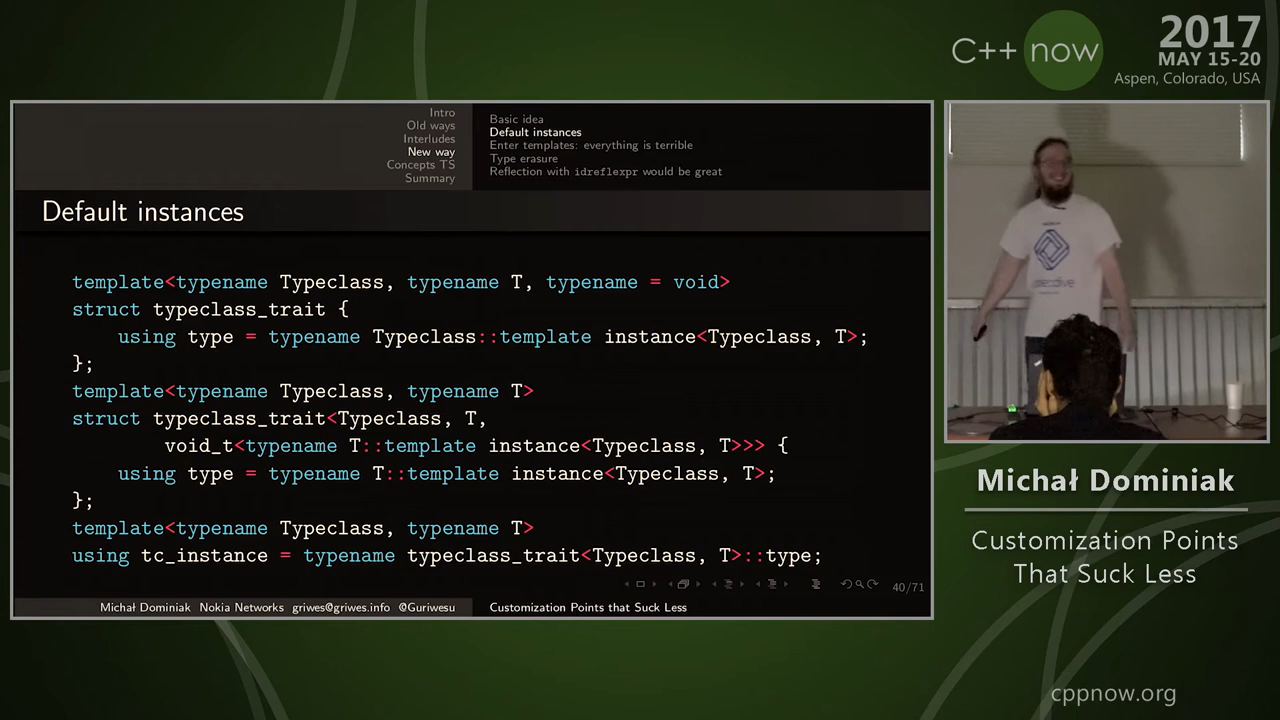 C++ now
2017
MAY 15-20
Aspen, Colorado, USA
Intro
Old ways
Interludes
New way
Concepts TS
Summary
Basic idea
Default instances
Enter templates: everything is terrible
Type erasure
Reflection with idreflexpr would be great
Default instances
template<typename Typeclass, typename T, typename = void>
struct typeclass_trait {
using type = typename Typeclass::template instance<Typeclass, T>;
};
template<typename Typeclass, typename T>
struct typeclass_trait<Typeclass, T,
void_t<typename T::template instance<Typeclass, T>>> {
using type = typename T::template instance<Typeclass, T>;
};
template<typename Typeclass, typename T>
using tc_instance = typename typeclass_trait<Typeclass, T>::type;
40/71
Michał Dominiak Nokia Networks griwes@griwes.info @Guriwesu
Customization Points that Suck Less
Michał Dominiak
Customization Points
That Suck Less
cppnow.org